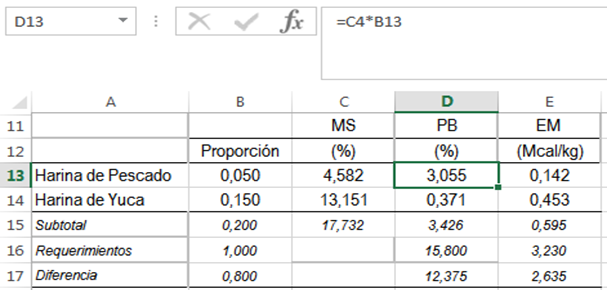 D13 fx =C4*B13
A B C D E
11 MS PB EM
12 Proporción (%) (%) (Mcal/kg)
13 Harina de Pescado 0,050 4,582 3,055 0,142
14 Harina de Yuca 0,150 13,151 0,371 0,453
15 Subtotal 0,200 17,732 3,426 0,595
16 Requerimientos 1,000 15,800 3,230
17 Diferencia 0,800 12,375 2,635